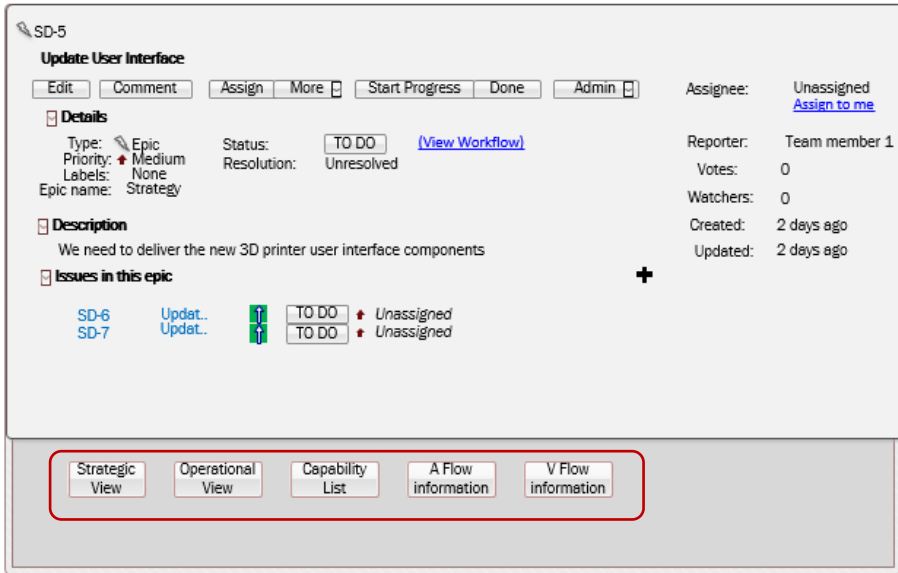 SD-5
Update User Interface
Edit Comment Assign More Start Progress Done Admin
Assignee: Unassigned
Assign to me
Details
Type: Epic Status: TO DO (View Workflow)
Priority: Medium Resolution: Unresolved
Labels: None
Epic name: Strategy
Reporter: Team member 1
Votes: 0
Watchers: 0
Created: 2 days ago
Updated: 2 days ago
Description
We need to deliver the new 3D printer user interface components
Issues in this epic
SD-6 Updat.. TO DO Unassigned
SD-7 Updat.. TO DO Unassigned
Strategic View
Operational View
Capability List
A Flow information
V Flow information